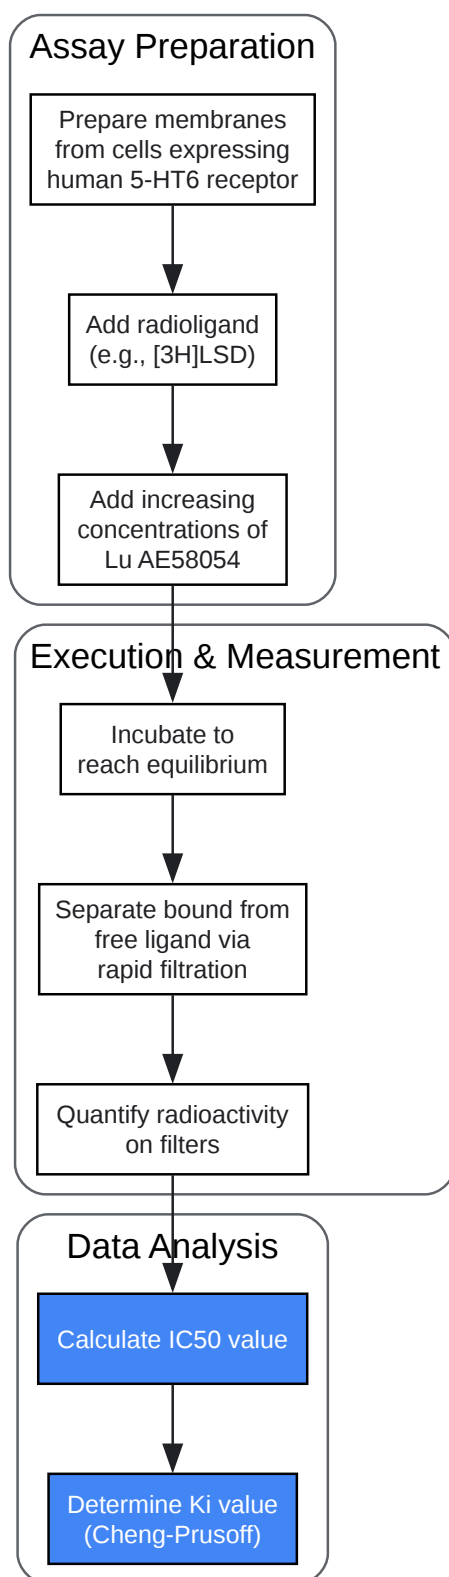 Assay Preparation
Prepare membranes
from cells expressing
human 5-HT6 receptor
Add radioligand
(e.g., [3H]LSD)
Add increasing
concentrations of
Lu AE58054
Execution & Measurement
Incubate to
reach equilibrium
Separate bound from
free ligand via
rapid filtration
Quantify radioactivity
on filters
Data Analysis
Calculate IC50 value
Determine Ki value
(Cheng-Prusoff)